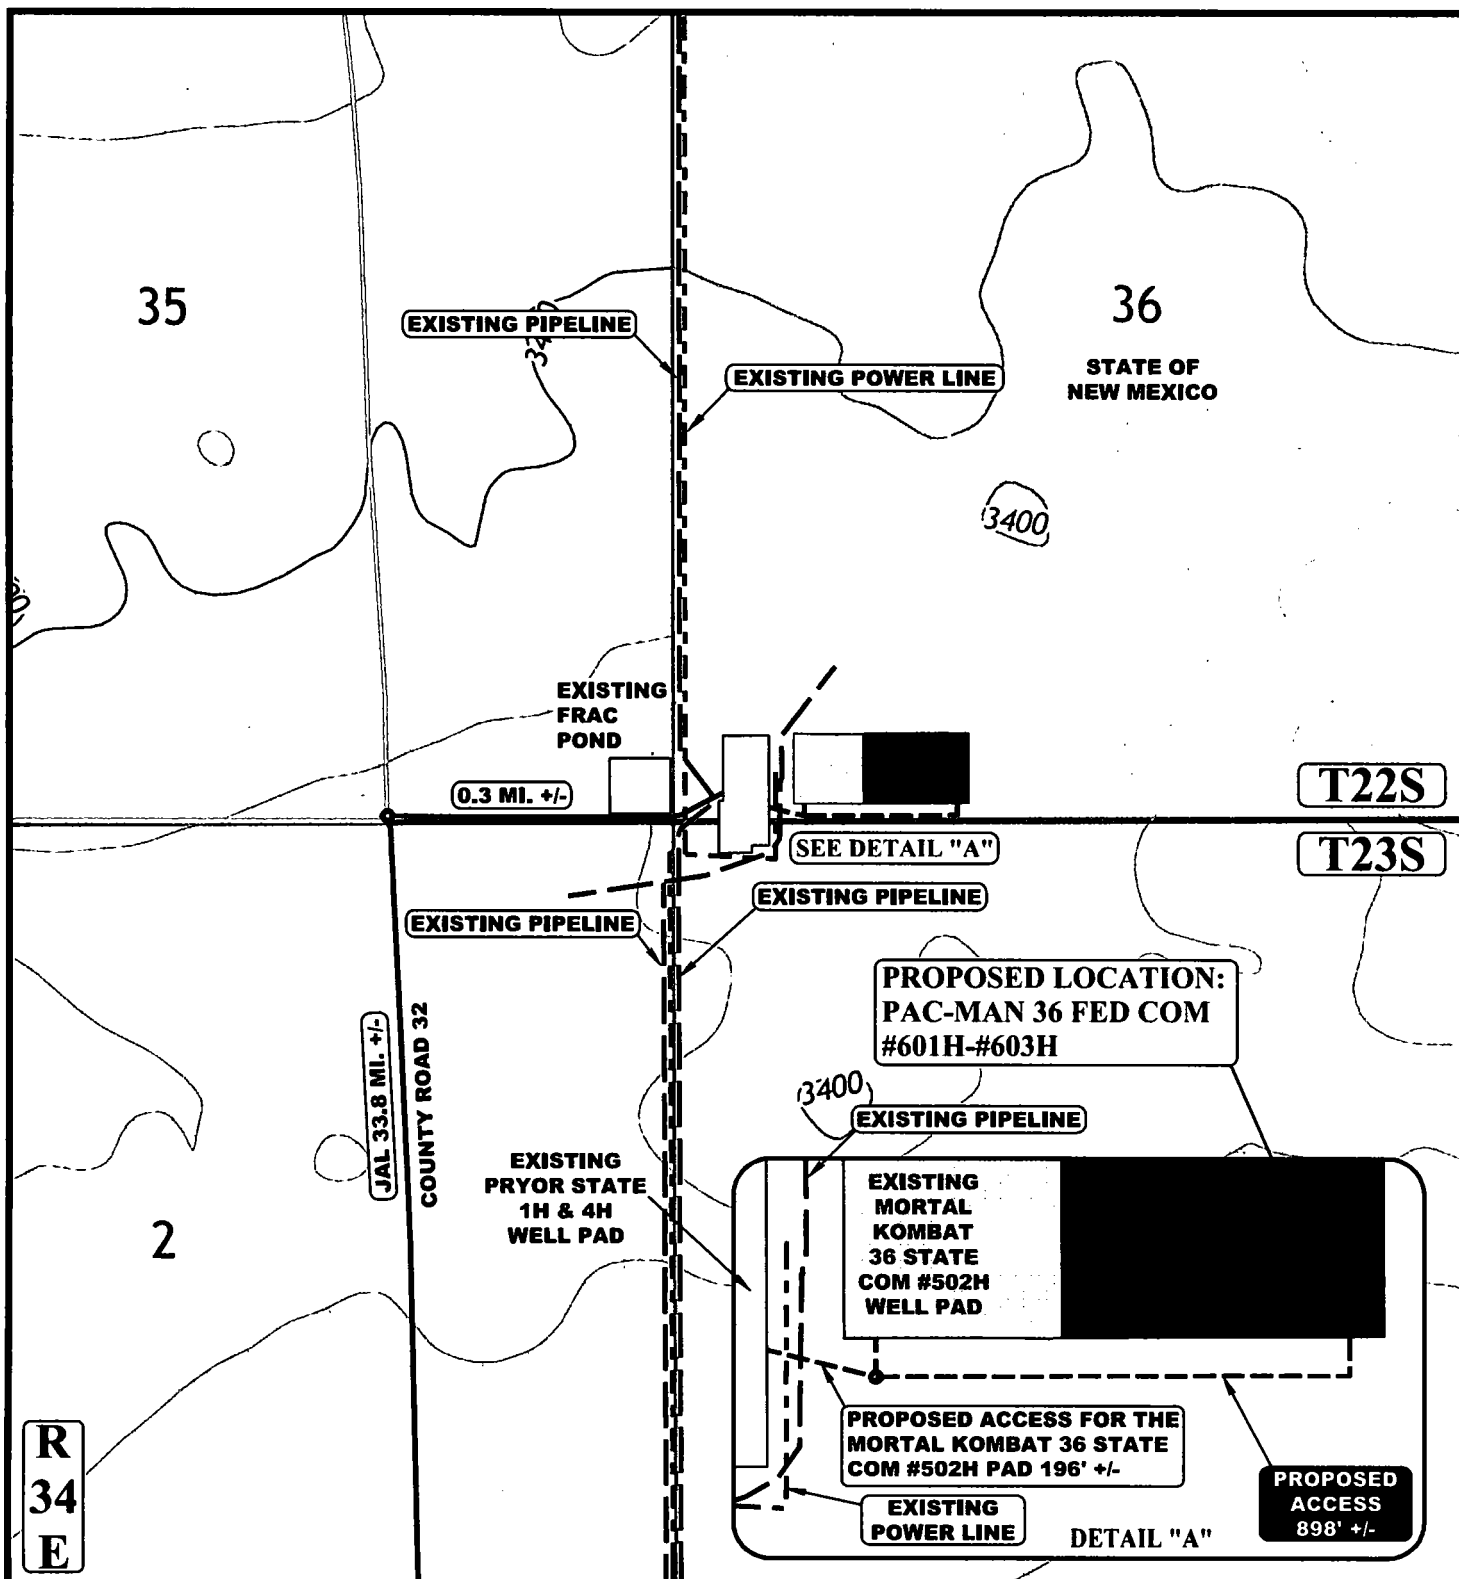 35
EXISTING PIPELINE
EXISTING POWER LINE
36
STATE OF
NEW MEXICO
3400
EXISTING
FRAC
POND
0.3 MI. +/-
T22S
SEE DETAIL "A"
T23S
EXISTING PIPELINE
EXISTING PIPELINE
PROPOSED LOCATION:
PAC-MAN 36 FED COM
#601H-#603H
JAL 33.8 MI. +/-
COUNTY ROAD 32
3400
EXISTING PIPELINE
EXISTING
PRYOR STATE
1H & 4H
WELL PAD
2
EXISTING
MORTAL
KOMBAT
36 STATE
COM #502H
WELL PAD
PROPOSED ACCESS FOR THE
MORTAL KOMBAT 36 STATE
COM #502H PAD 196' +/-
EXISTING
POWER LINE
PROPOSED
ACCESS
898' +/-
DETAIL "A"
R
34
E